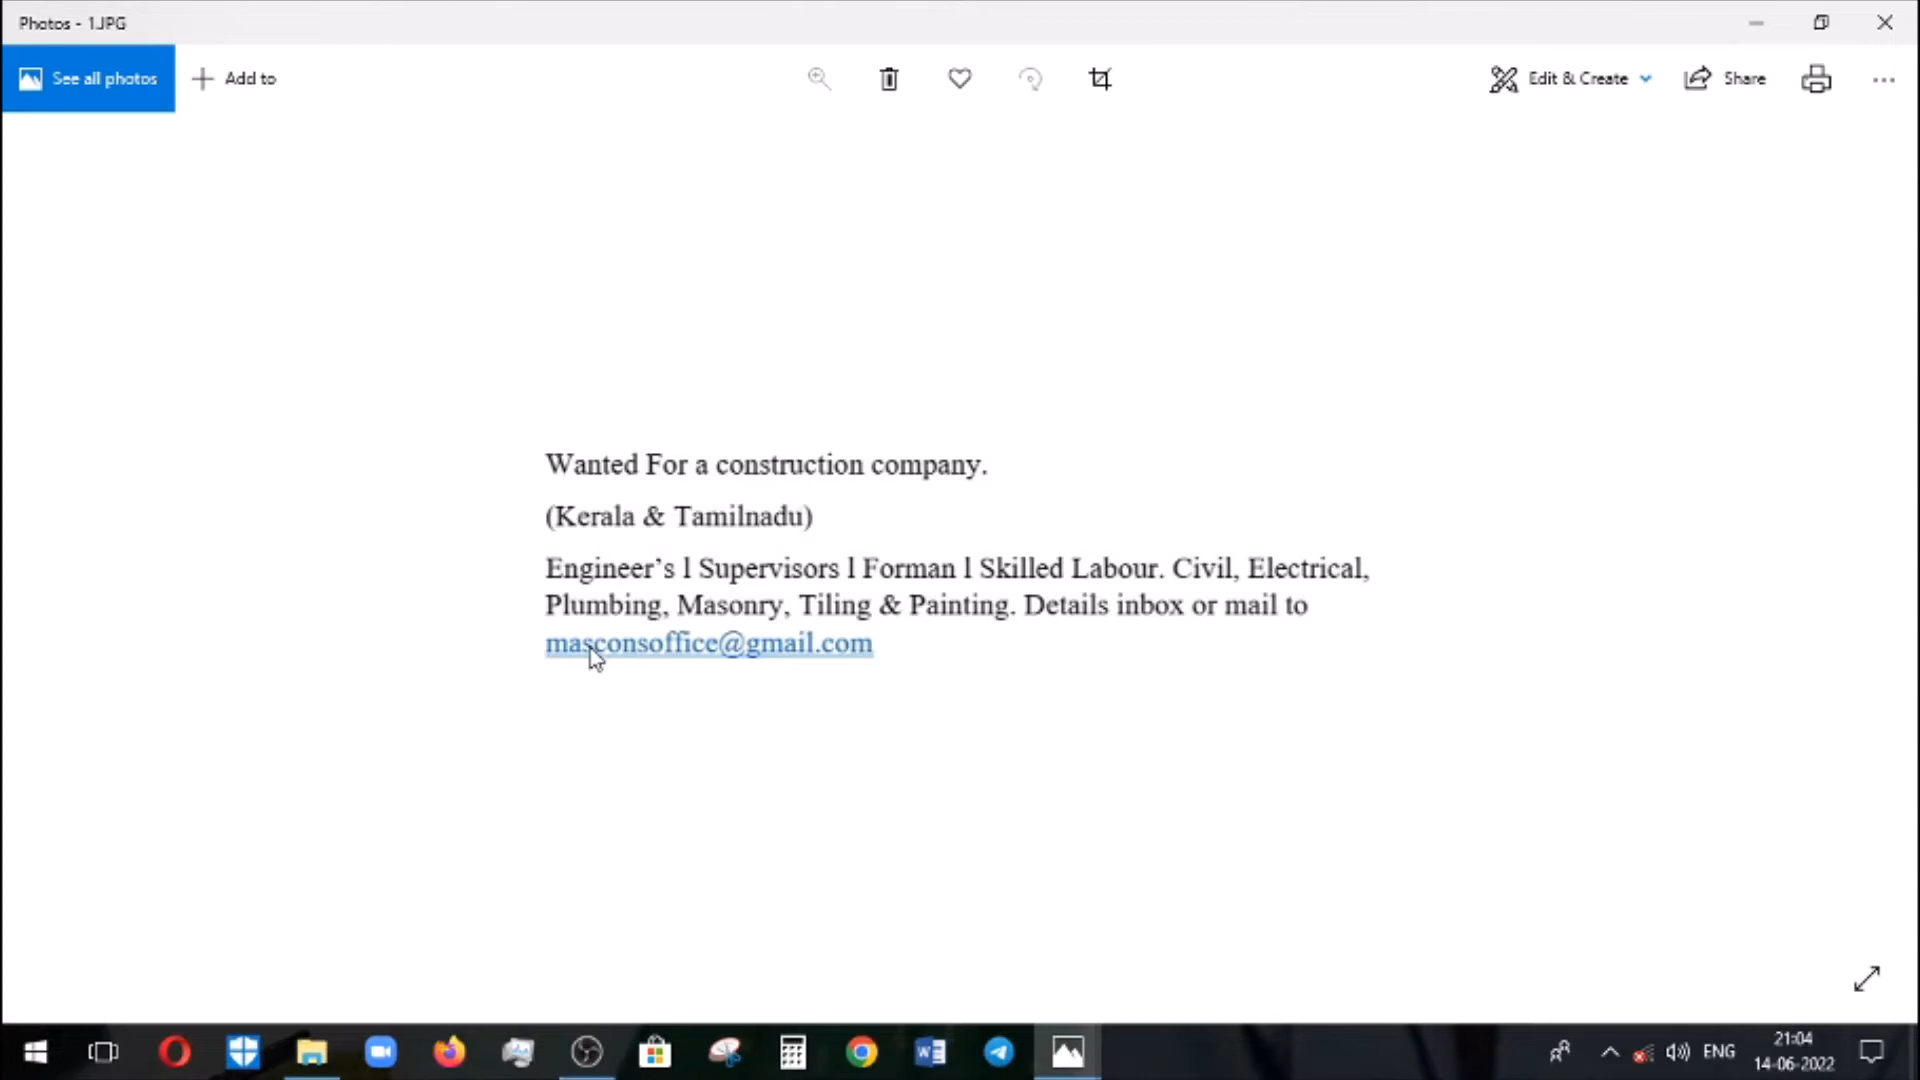 Photos - 1.JPG
See all photos
Add to
Edit & Create
Share
Wanted For a construction company.
(Kerala & Tamilnadu)
Engineer’s l Supervisors l Forman l Skilled Labour. Civil, Electrical,
Plumbing, Masonry, Tiling & Painting. Details inbox or mail to
masconsoffice@gmail.com
ENG
21:04
14-06-2022